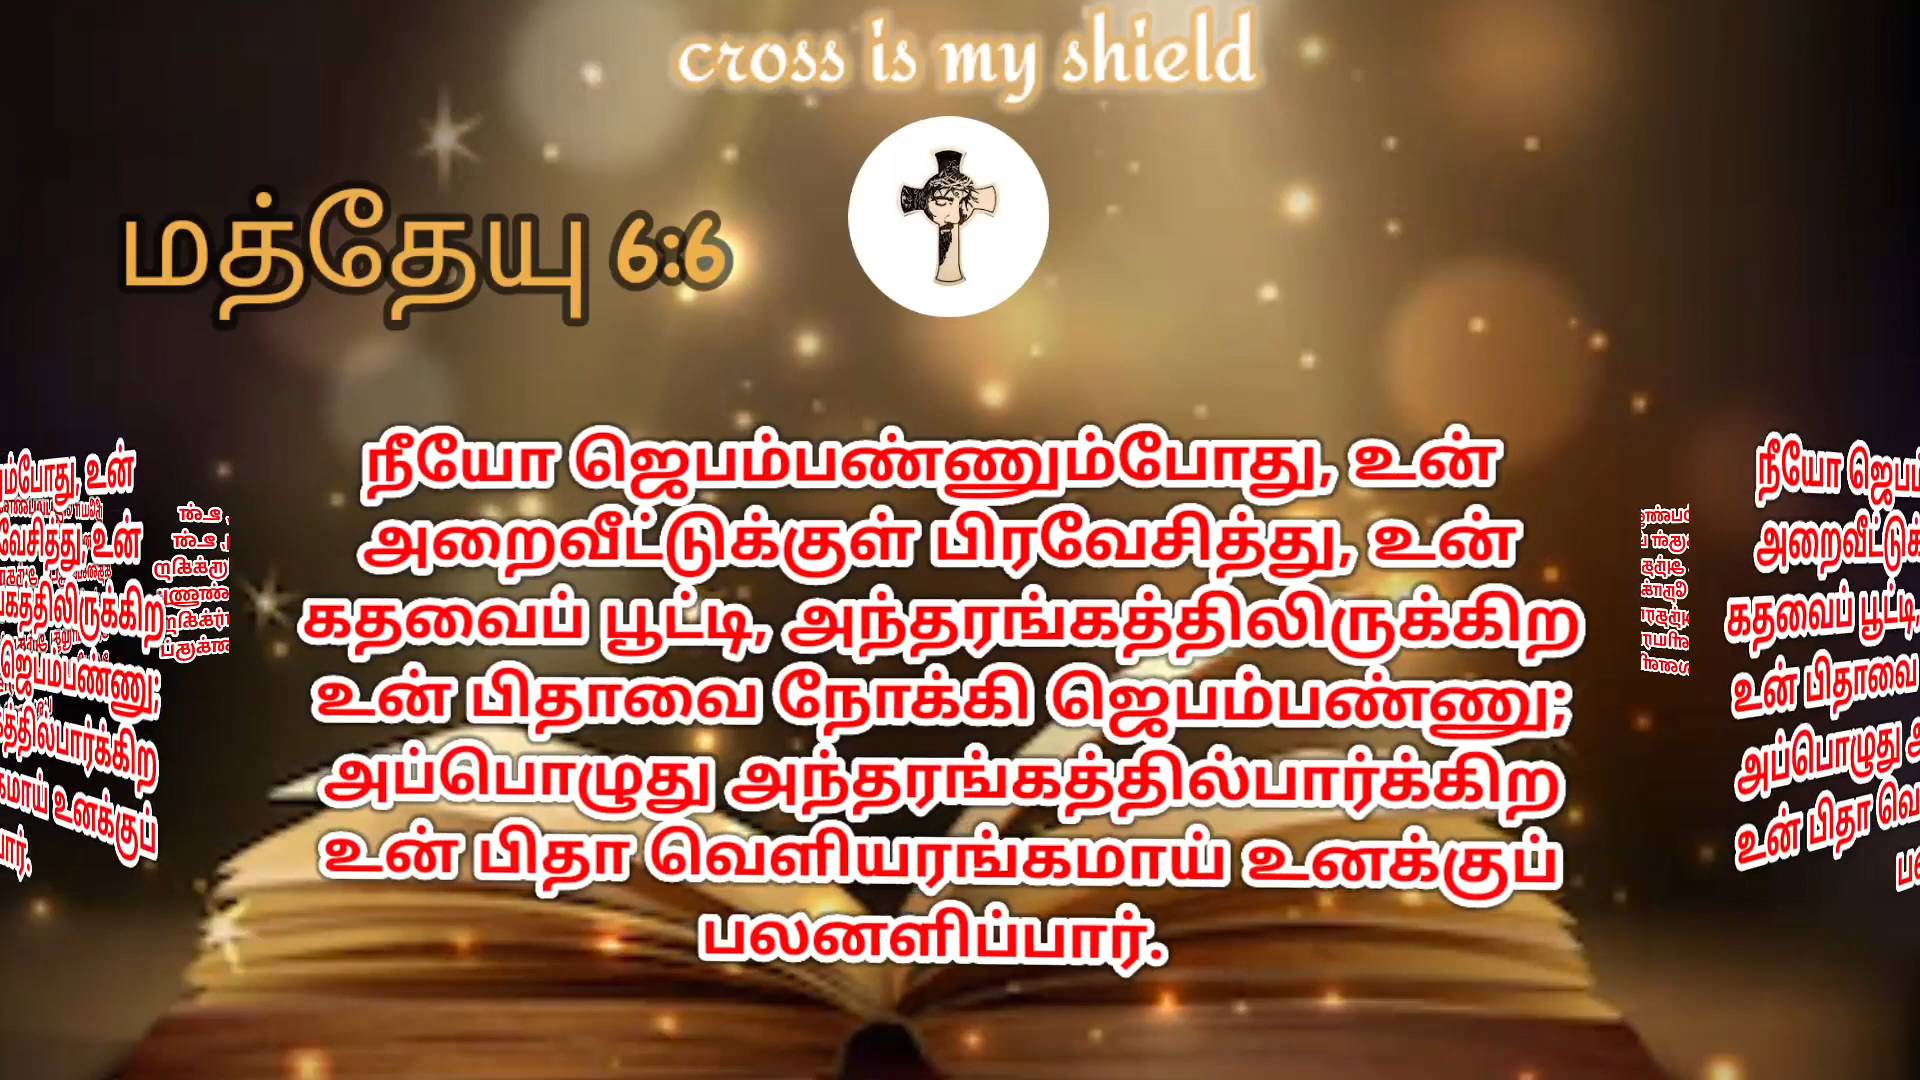 cross is my shield
மத்தேயு 6:6
நீயோ ஜெபம்பண்ணும்போது, உன்
அறைவீட்டுக்குள் பிரவேசித்து, உன்
கதவைப் பூட்டி, அந்தரங்கத்திலிருக்கிற
உன் பிதாவை நோக்கி ஜெபம்பண்ணு;
அப்பொழுது அந்தரங்கத்தில்பார்க்கிற
உன் பிதா வெளியரங்கமாய் உனக்குப்
பலனளிப்பார்.